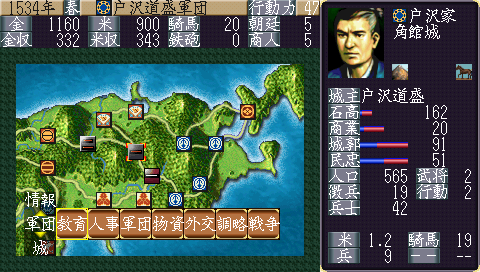 1534年 春 戸沢道盛軍団 行動力 47
金 1160 米 900 騎馬 20 朝廷 5
金収 332 米収 343 鉄砲 0 商人 5
情報
軍団 教育 人事 軍団 物資 外交 調略 戦争
城
戸沢家
角館城
城主 戸沢道盛
石高 162
商業 20
城郭 91
民忠 51
人口 565 武将 2
徴兵 19 行動 2
兵士 42
米 1.2 騎馬 19
兵 9 -- --